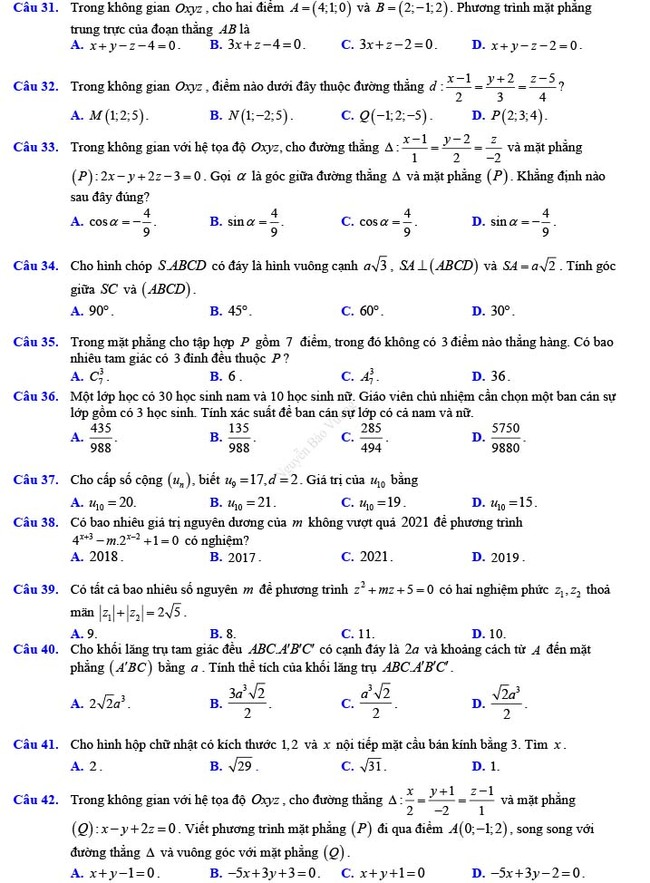 Câu 31. Trong không gian Oxyz , cho hai điểm A = (4;1;0) và B = (2;−1;2). Phương trình mặt phẳng
trung trực của đoạn thẳng AB là
A. x + y − z − 4 = 0. B. 3x + z − 4 = 0. C. 3x + z − 2 = 0. D. x + y − z − 2 = 0.
Câu 32. Trong không gian Oxyz , điểm nào dưới đây thuộc đường thẳng d : (x−1)/2 = (y+2)/3 = (z−5)/4 ?
A. M(1;2;5). B. N(1;−2;5). C. Q(−1;2;−5). D. P(2;3;4).
Câu 33. Trong không gian với hệ tọa độ Oxyz, cho đường thẳng Δ : (x−1)/1 = (y−2)/2 = z/−2 và mặt phẳng
(P): 2x − y + 2z − 3 = 0. Gọi α là góc giữa đường thẳng Δ và mặt phẳng (P). Khẳng định nào
sau đây đúng?
A. cos α = −4/9. B. sin α = 4/9. C. cos α = 4/9. D. sin α = −4/9.
Câu 34. Cho hình chóp S.ABCD có đáy là hình vuông cạnh a√3, SA ⊥ (ABCD) và SA = a√2. Tính góc
giữa SC và (ABCD).
A. 90°. B. 45°. C. 60°. D. 30°.
Câu 35. Trong mặt phẳng cho tập hợp P gồm 7 điểm, trong đó không có 3 điểm nào thẳng hàng. Có bao
nhiêu tam giác có 3 đỉnh đều thuộc P ?
A. C₇³. B. 6. C. A₇³. D. 36.
Câu 36. Một lớp học có 30 học sinh nam và 10 học sinh nữ. Giáo viên chủ nhiệm cần chọn một ban cán sự
lớp gồm có 3 học sinh. Tính xác suất để ban cán sự lớp có cả nam và nữ.
A. 435/988. B. 135/988. C. 285/494. D. 5750/9880.
Câu 37. Cho cấp số cộng (uₙ), biết u₉ = 17, d = 2. Giá trị của u₁₀ bằng
A. u₁₀ = 20. B. u₁₀ = 21. C. u₁₀ = 19. D. u₁₀ = 15.
Câu 38. Có bao nhiêu giá trị nguyên dương của m không vượt quá 2021 để phương trình
4ˣ⁺³ − m.2ˣ⁻² + 1 = 0 có nghiệm?
A. 2018. B. 2017. C. 2021. D. 2019.
Câu 39. Có tất cả bao nhiêu số nguyên m để phương trình z² + mz + 5 = 0 có hai nghiệm phức z₁, z₂ thoả
mãn |z₁| + |z₂| = 2√5.
A. 9. B. 8. C. 11. D. 10.
Câu 40. Cho khối lăng trụ tam giác đều ABC.A'B'C' có cạnh đáy là 2a và khoảng cách từ A đến mặt
phẳng (A'BC) bằng a. Tính thể tích của khối lăng trụ ABC.A'B'C'.
A. 2√2a³. B. 3a³√2/2. C. a³√2/2. D. √2a³/2.
Câu 41. Cho hình hộp chữ nhật có kích thước 1, 2 và x nội tiếp mặt cầu bán kính bằng 3. Tìm x.
A. 2. B. √29. C. √31. D. 1.
Câu 42. Trong không gian với hệ tọa độ Oxyz , cho đường thẳng Δ : x/2 = (y+1)/−2 = (z−1)/1 và mặt phẳng
(Q): x − y + 2z = 0. Viết phương trình mặt phẳng (P) đi qua điểm A(0;−1;2), song song với
đường thẳng Δ và vuông góc với mặt phẳng (Q).
A. x + y − 1 = 0. B. −5x + 3y + 3 = 0. C. x + y + 1 = 0 D. −5x + 3y − 2 = 0.